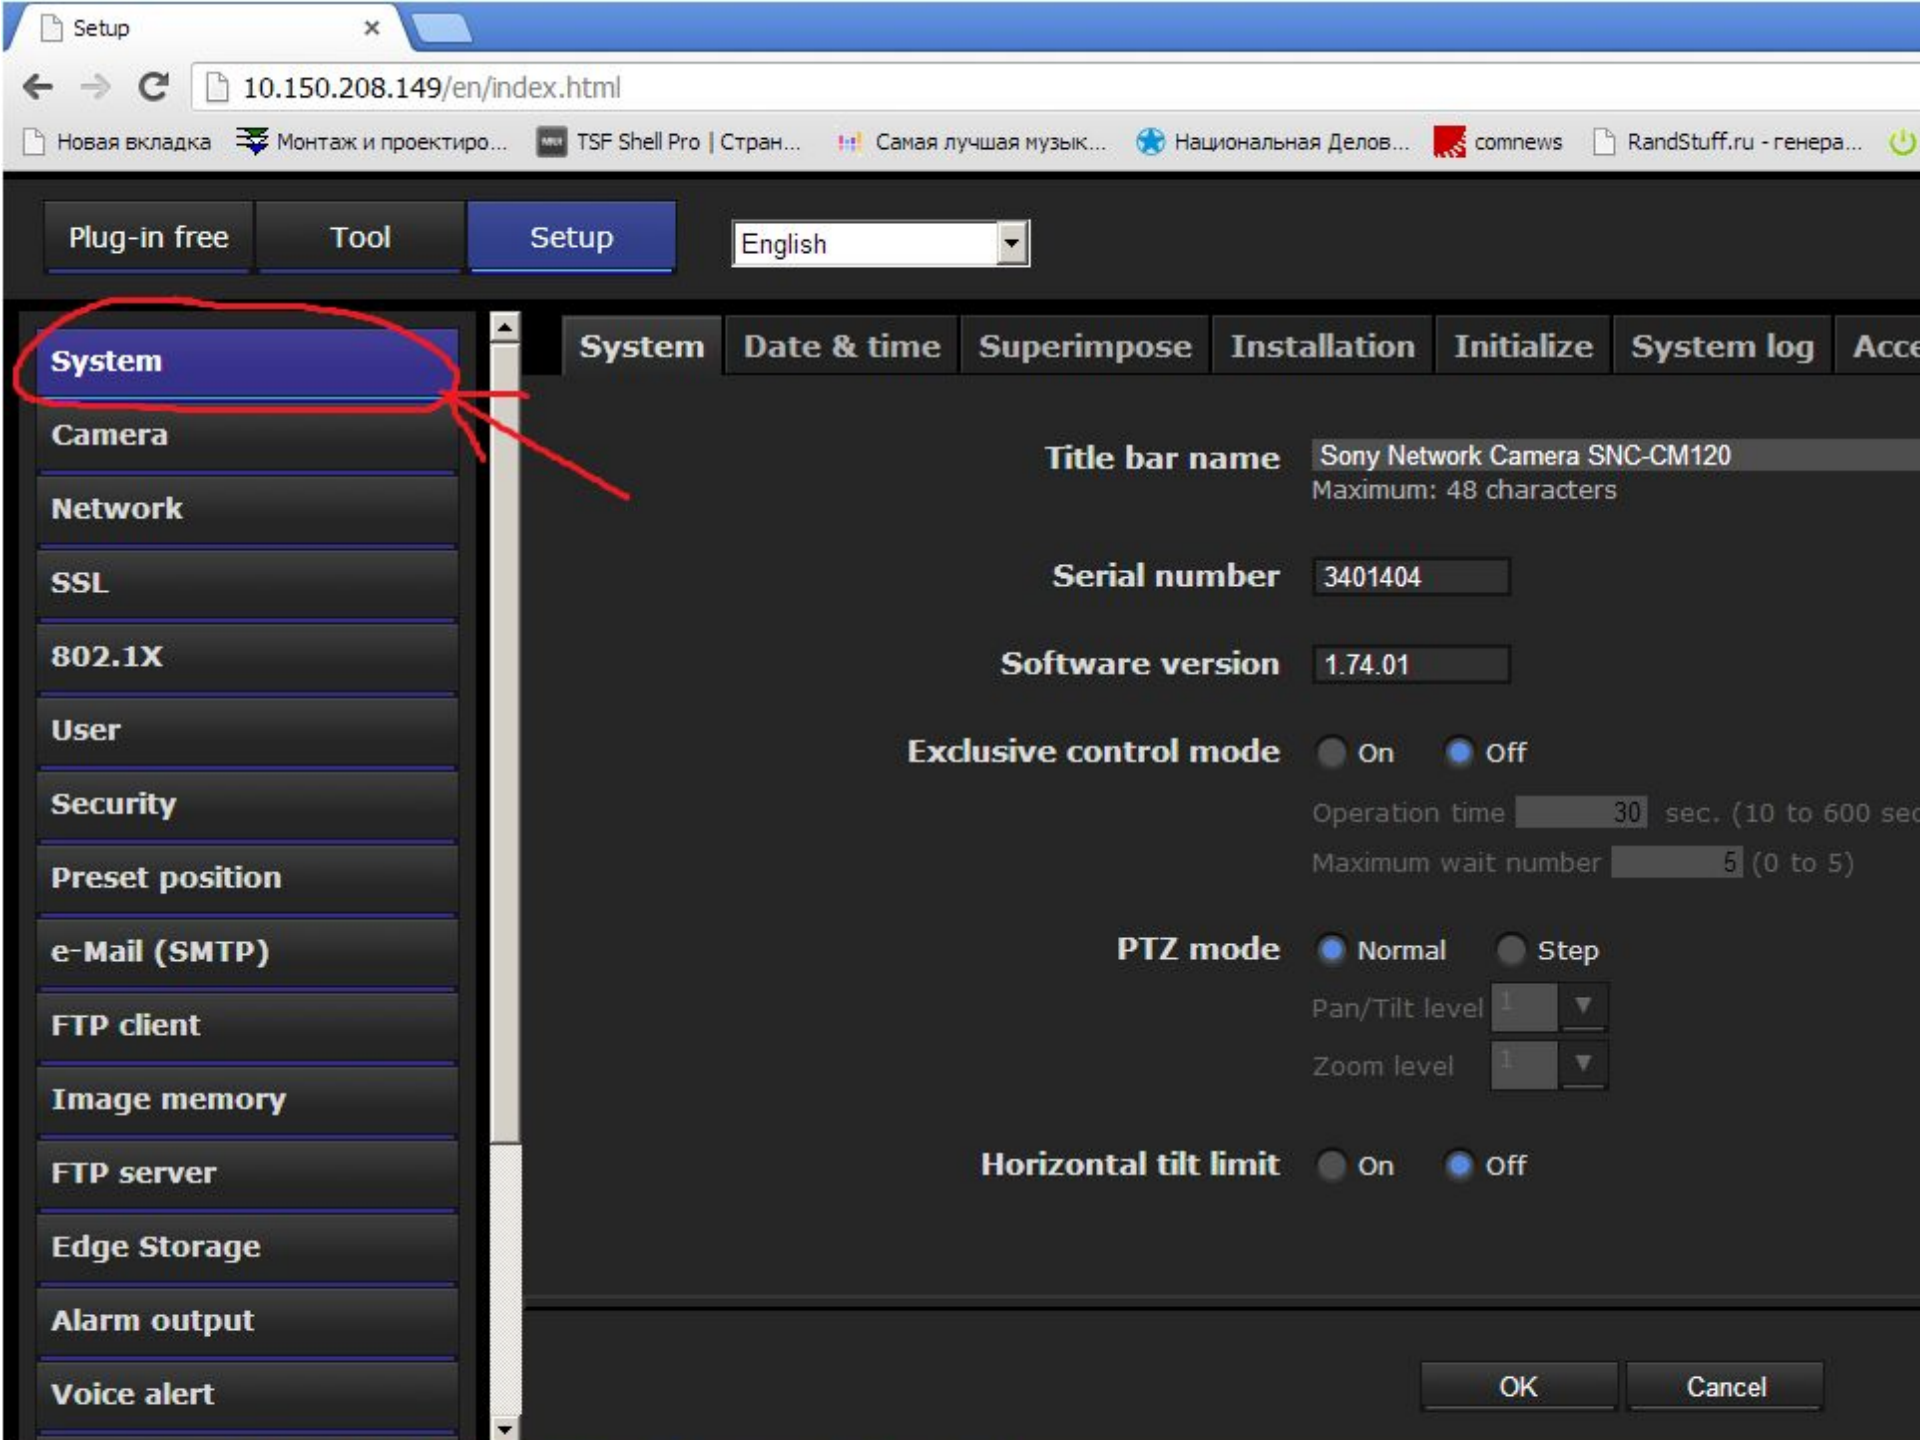 Setup
10.150.208.149/en/index.html
Новая вкладка Монтаж и проектиро... TSF Shell Pro | Стран... Самая лучшая музык... Национальная Делов... comnews RandStuff.ru - генера...
Plug-in free Tool Setup English
System Date & time Superimpose Installation Initialize System log Acce
System
Camera
Network
SSL
802.1X
User
Security
Preset position
e-Mail (SMTP)
FTP client
Image memory
FTP server
Edge Storage
Alarm output
Voice alert
Title bar name Sony Network Camera SNC-CM120
Maximum: 48 characters
Serial number 3401404
Software version 1.74.01
Exclusive control mode On Off
Operation time 30 sec. (10 to 600 sec
Maximum wait number 5 (0 to 5)
PTZ mode Normal Step
Pan/Tilt level 1
Zoom level 1
Horizontal tilt limit On Off
OK Cancel